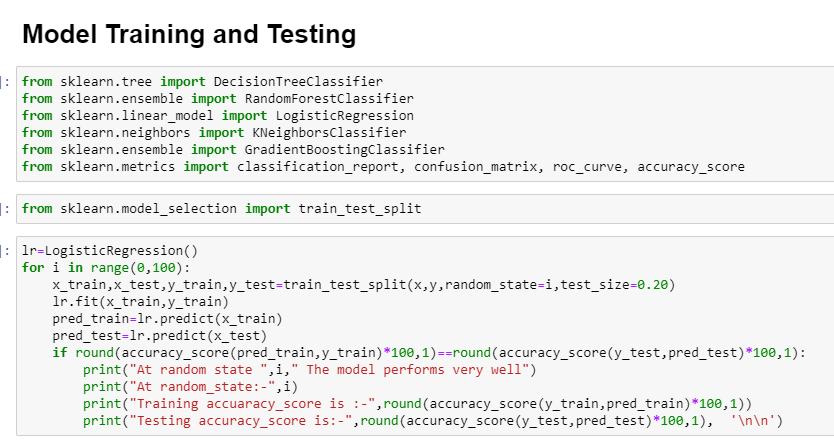 Model Training and Testing
]: from sklearn.tree import DecisionTreeClassifier
from sklearn.ensemble import RandomForestClassifier
from sklearn.linear_model import LogisticRegression
from sklearn.neighbors import KNeighborsClassifier
from sklearn.ensemble import GradientBoostingClassifier
from sklearn.metrics import classification_report, confusion_matrix, roc_curve, accuracy_score
]: from sklearn.model_selection import train_test_split
]: lr=LogisticRegression()
for i in range(0,100):
    x_train,x_test,y_train,y_test=train_test_split(x,y,random_state=i,test_size=0.20)
    lr.fit(x_train,y_train)
    pred_train=lr.predict(x_train)
    pred_test=lr.predict(x_test)
    if round(accuracy_score(pred_train,y_train)*100,1)==round(accuracy_score(y_test,pred_test)*100,1):
        print("At random state ",i," The model performs very well")
        print("At random_state:-",i)
        print("Training accuaracy_score is :-",round(accuracy_score(y_train,pred_train)*100,1))
        print("Testing accuracy_score is:-",round(accuracy_score(y_test,pred_test)*100,1),  '\n\n')